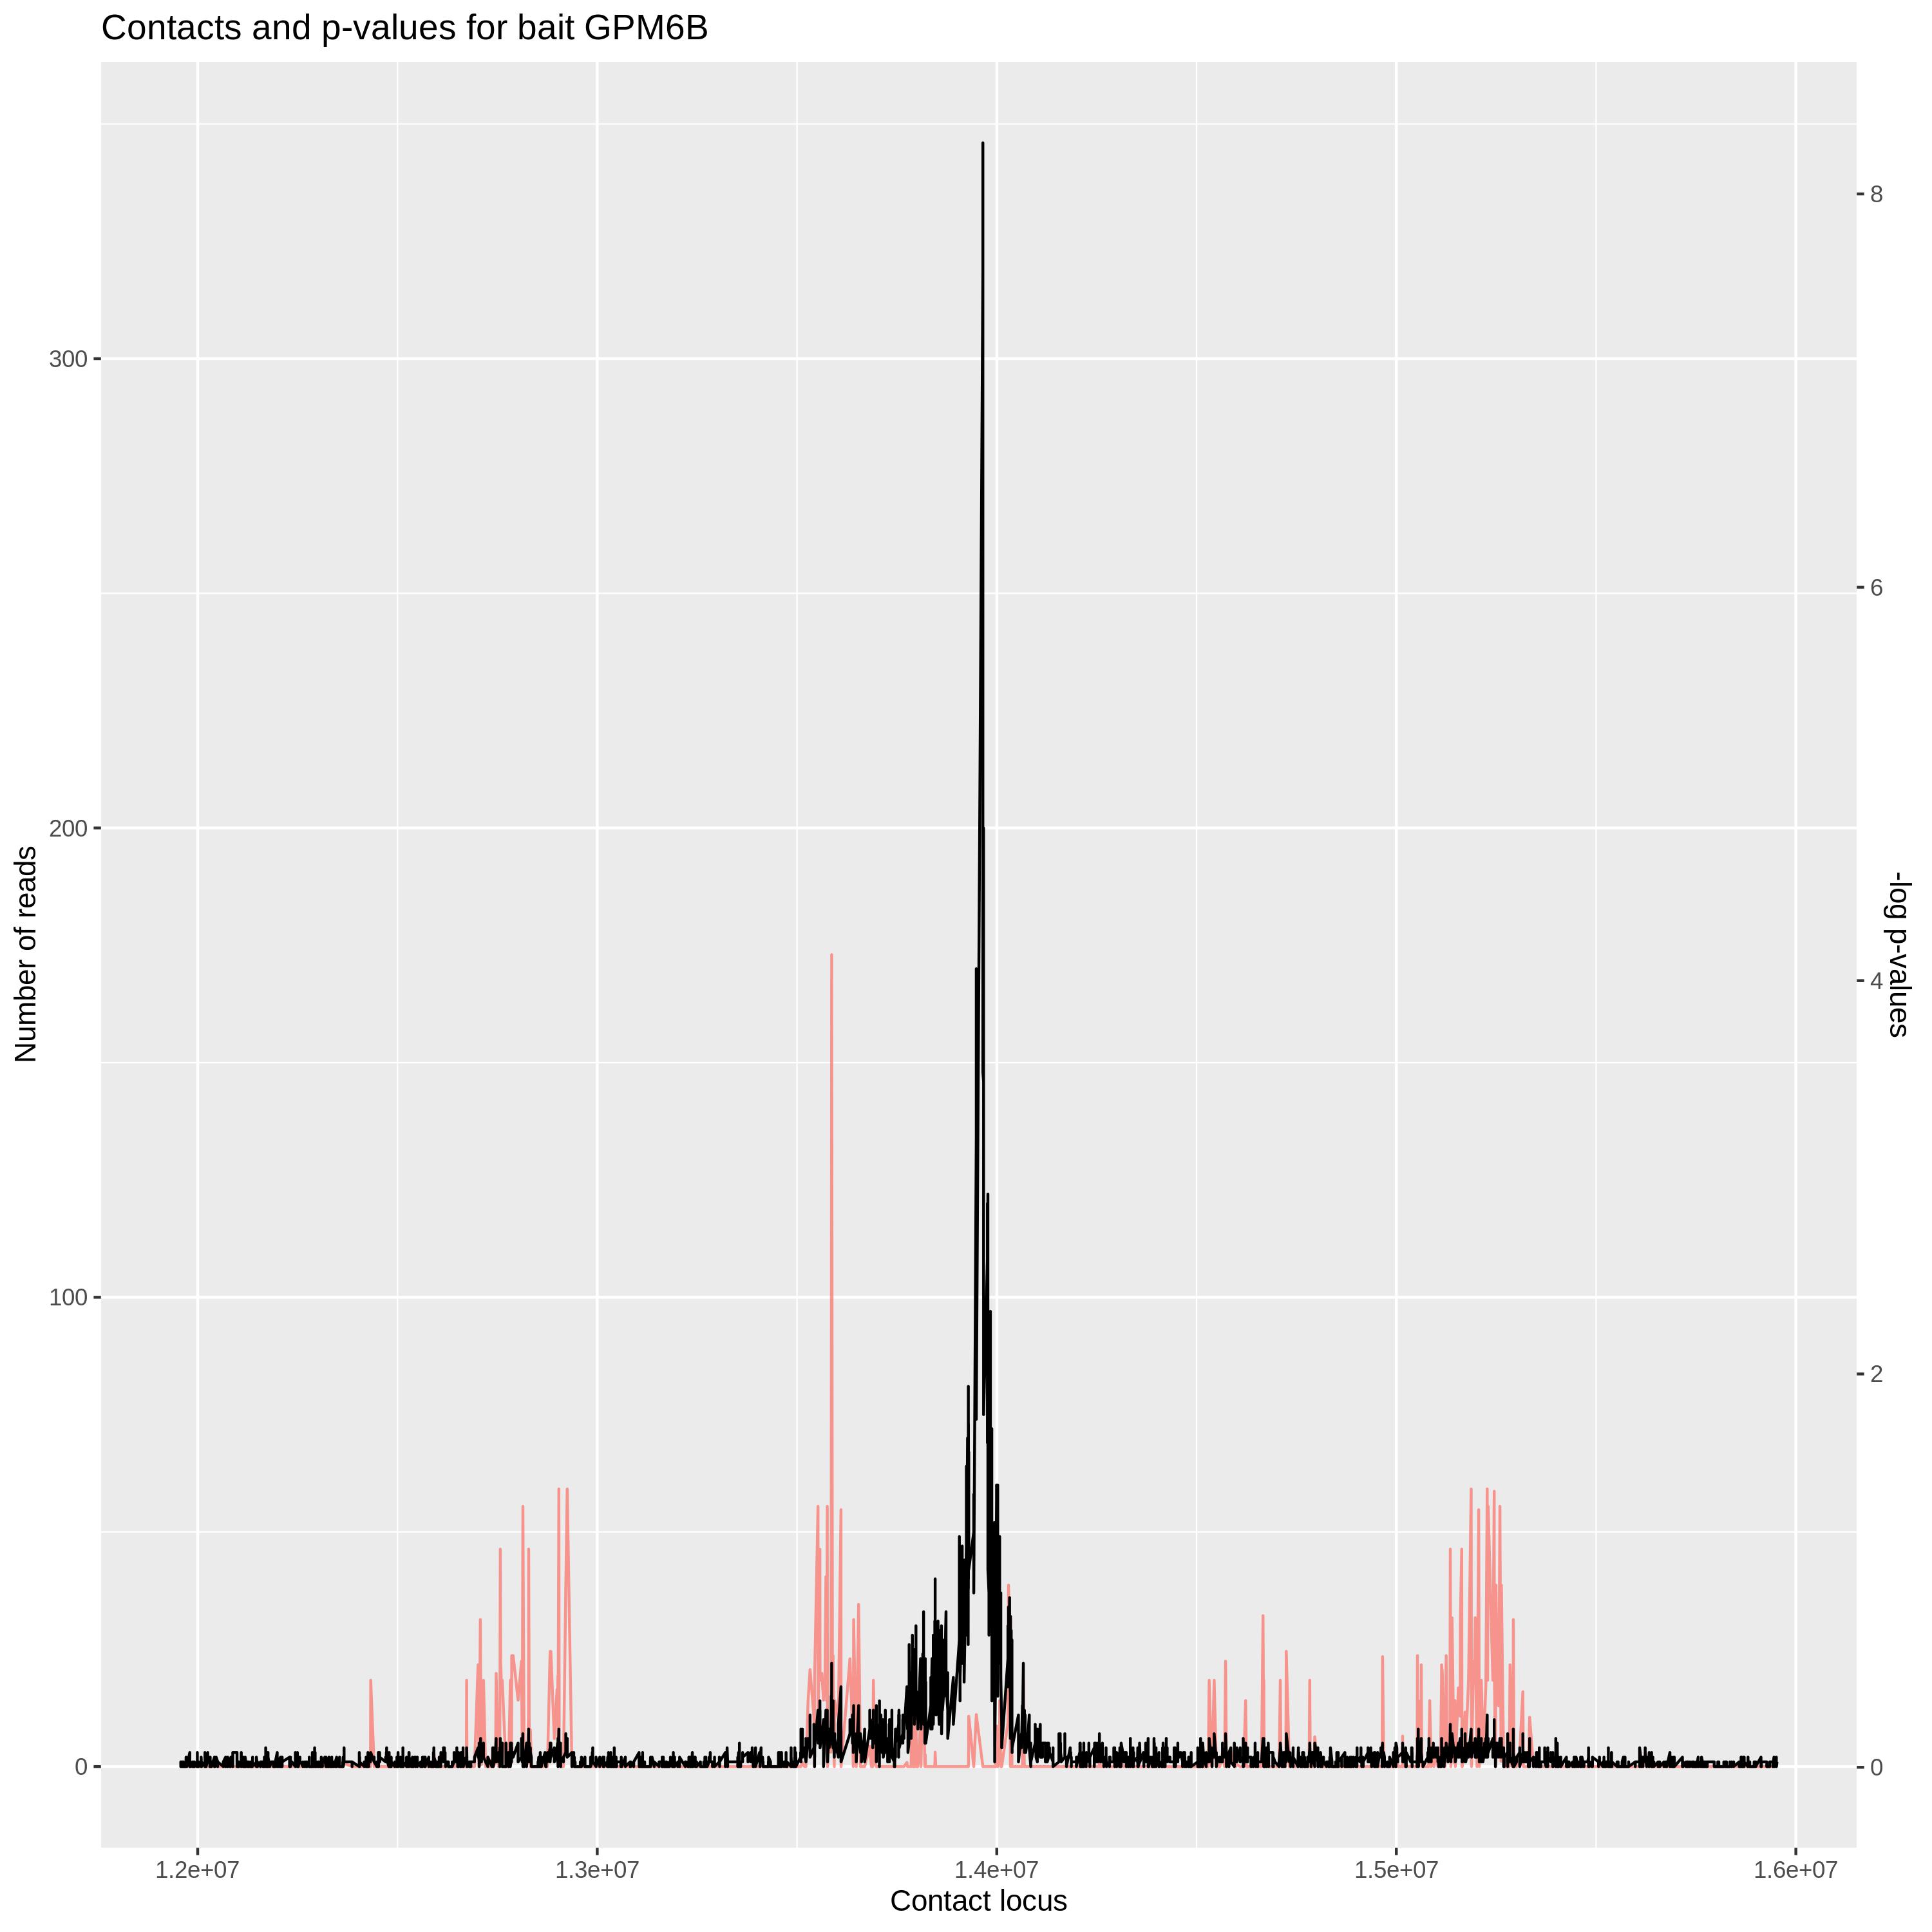 Contacts and p-values for bait GPM6B
Number of reads
300
200
100
0
8
6
4
2
0
-log p-values
1.2e+07 1.3e+07 1.4e+07 1.5e+07 1.6e+07
Contact locus